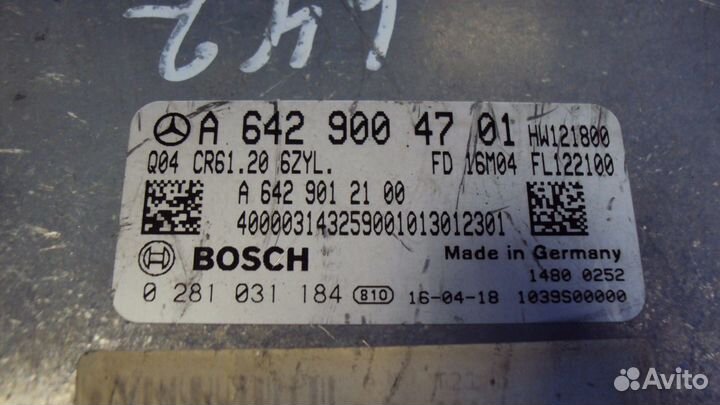 A 642 900 47 01 HW121800
Q04 CR61.20 6ZYL. FD 16M04 FL122100
A 642 901 21 00
400003143259001013012301
BOSCH Made in Germany
1480 0252
0 281 031 184 810 16-04-18 1039S00000
Avito